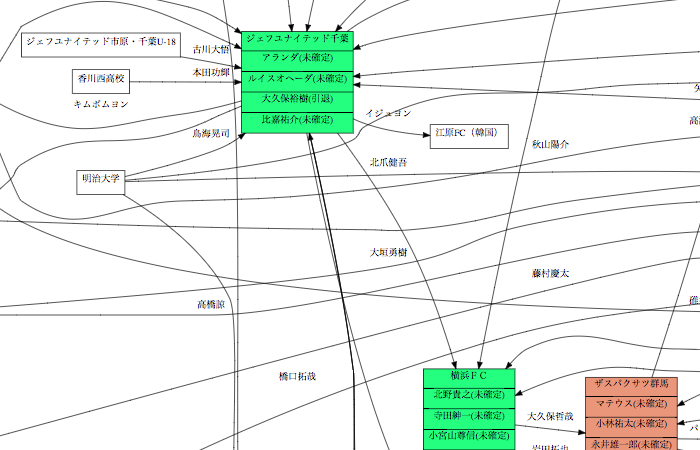 ジェフユナイテッド千葉
ジェフユナイテッド市原・千葉U-18
古川大悟
アランダ(未確定)
本田功輝
香川西高校
ルイスオヘーダ(未確定)
キムボムヨン
大久保裕樹(引退)
イジュヨン
比嘉祐介(未確定)
鳥海晃司
江原FC（韓国）
秋山陽介
北爪健吾
明治大学
大垣勇樹
藤村慶太
高橋諒
橋口拓哉
横浜ＦＣ
ザスパクサツ群馬
北野貴之(未確定)
マテウス(未確定)
寺田紳一(未確定)
大久保哲哉
小林祐太(未確定)
小宮山尊信(未確定)
永井雄一郎(未確定)